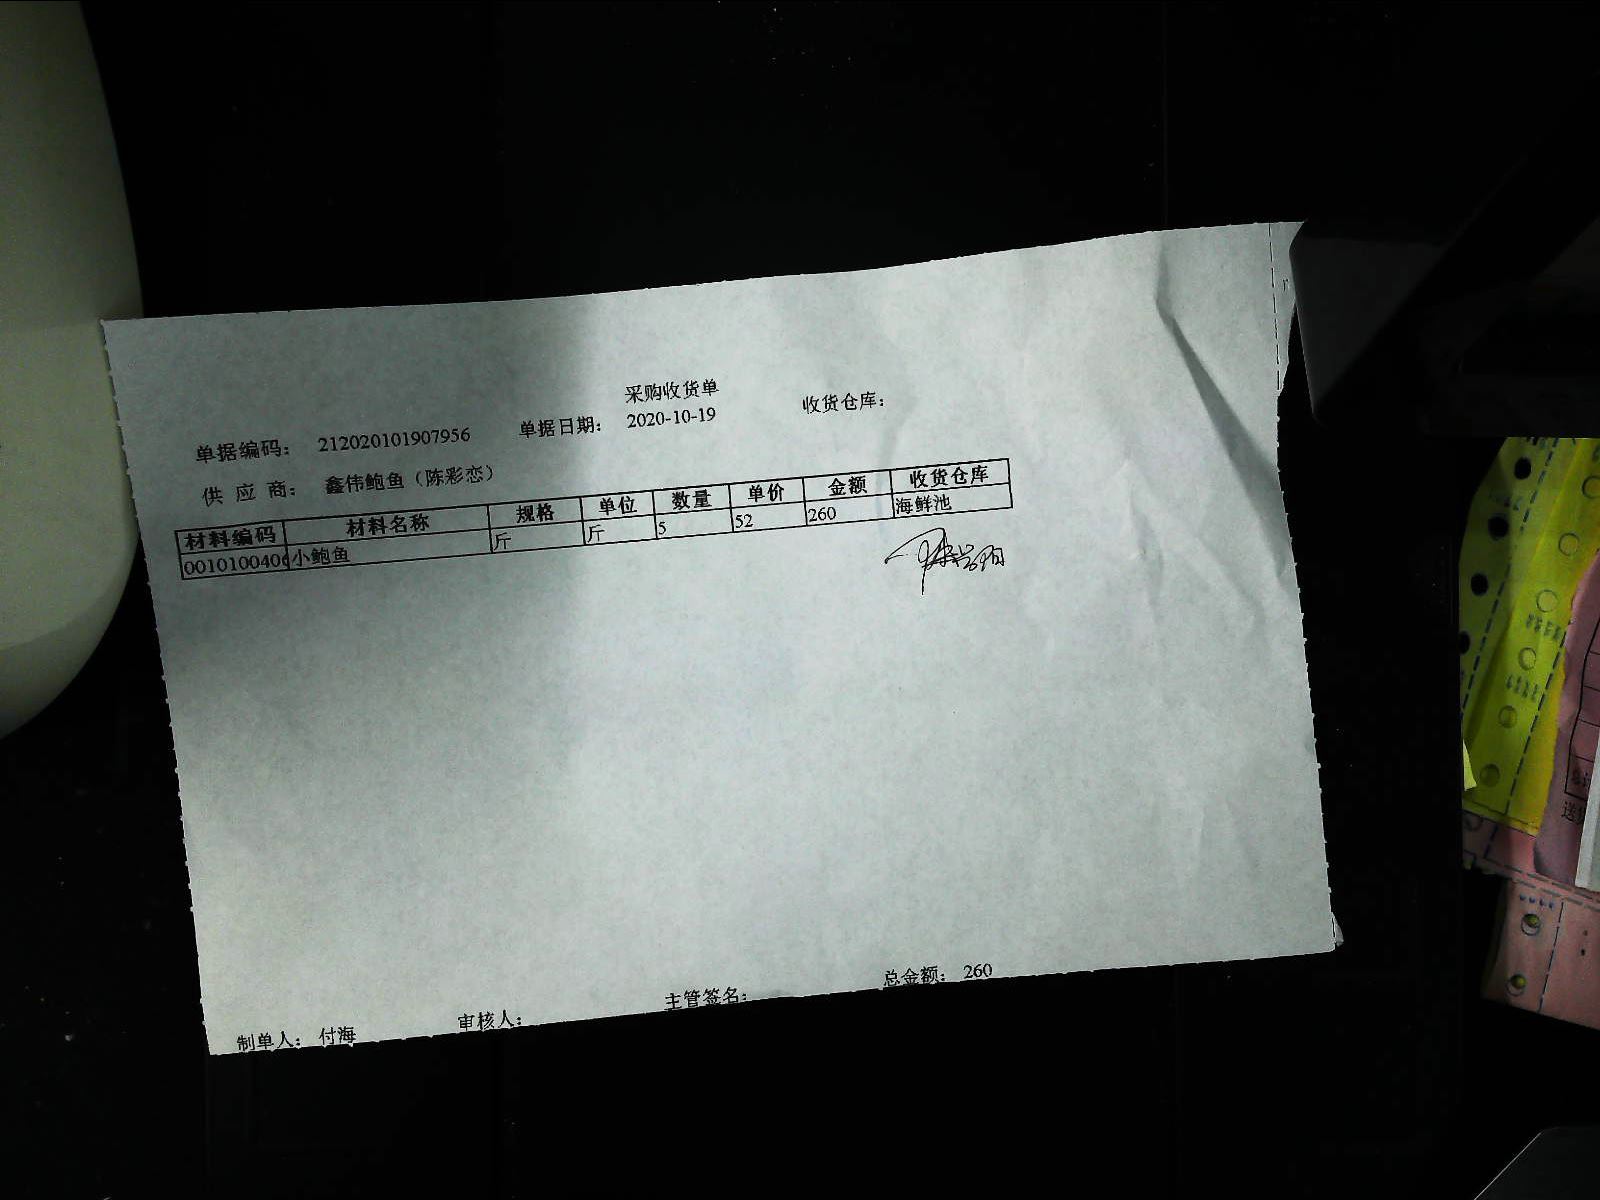 采购收货单
单据编码： 212020101907956 单据日期： 2020-10-19 收货仓库：
供 应 商： 鑫伟鲍鱼（陈彩恋）
材料编码 材料名称 规格 单位 数量 单价 金额 收货仓库
0010100406 小鲍鱼 斤 斤 5 52 260 海鲜池
制单人： 付海 审核人： 主管签名： 总金额： 260